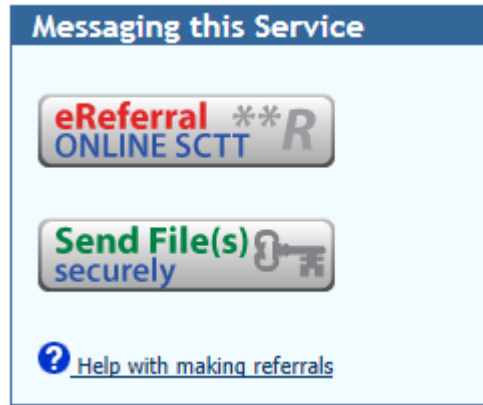 Messaging this Service
eReferral **R
ONLINE SCTT
Send File(s)
securely
? Help with making referrals